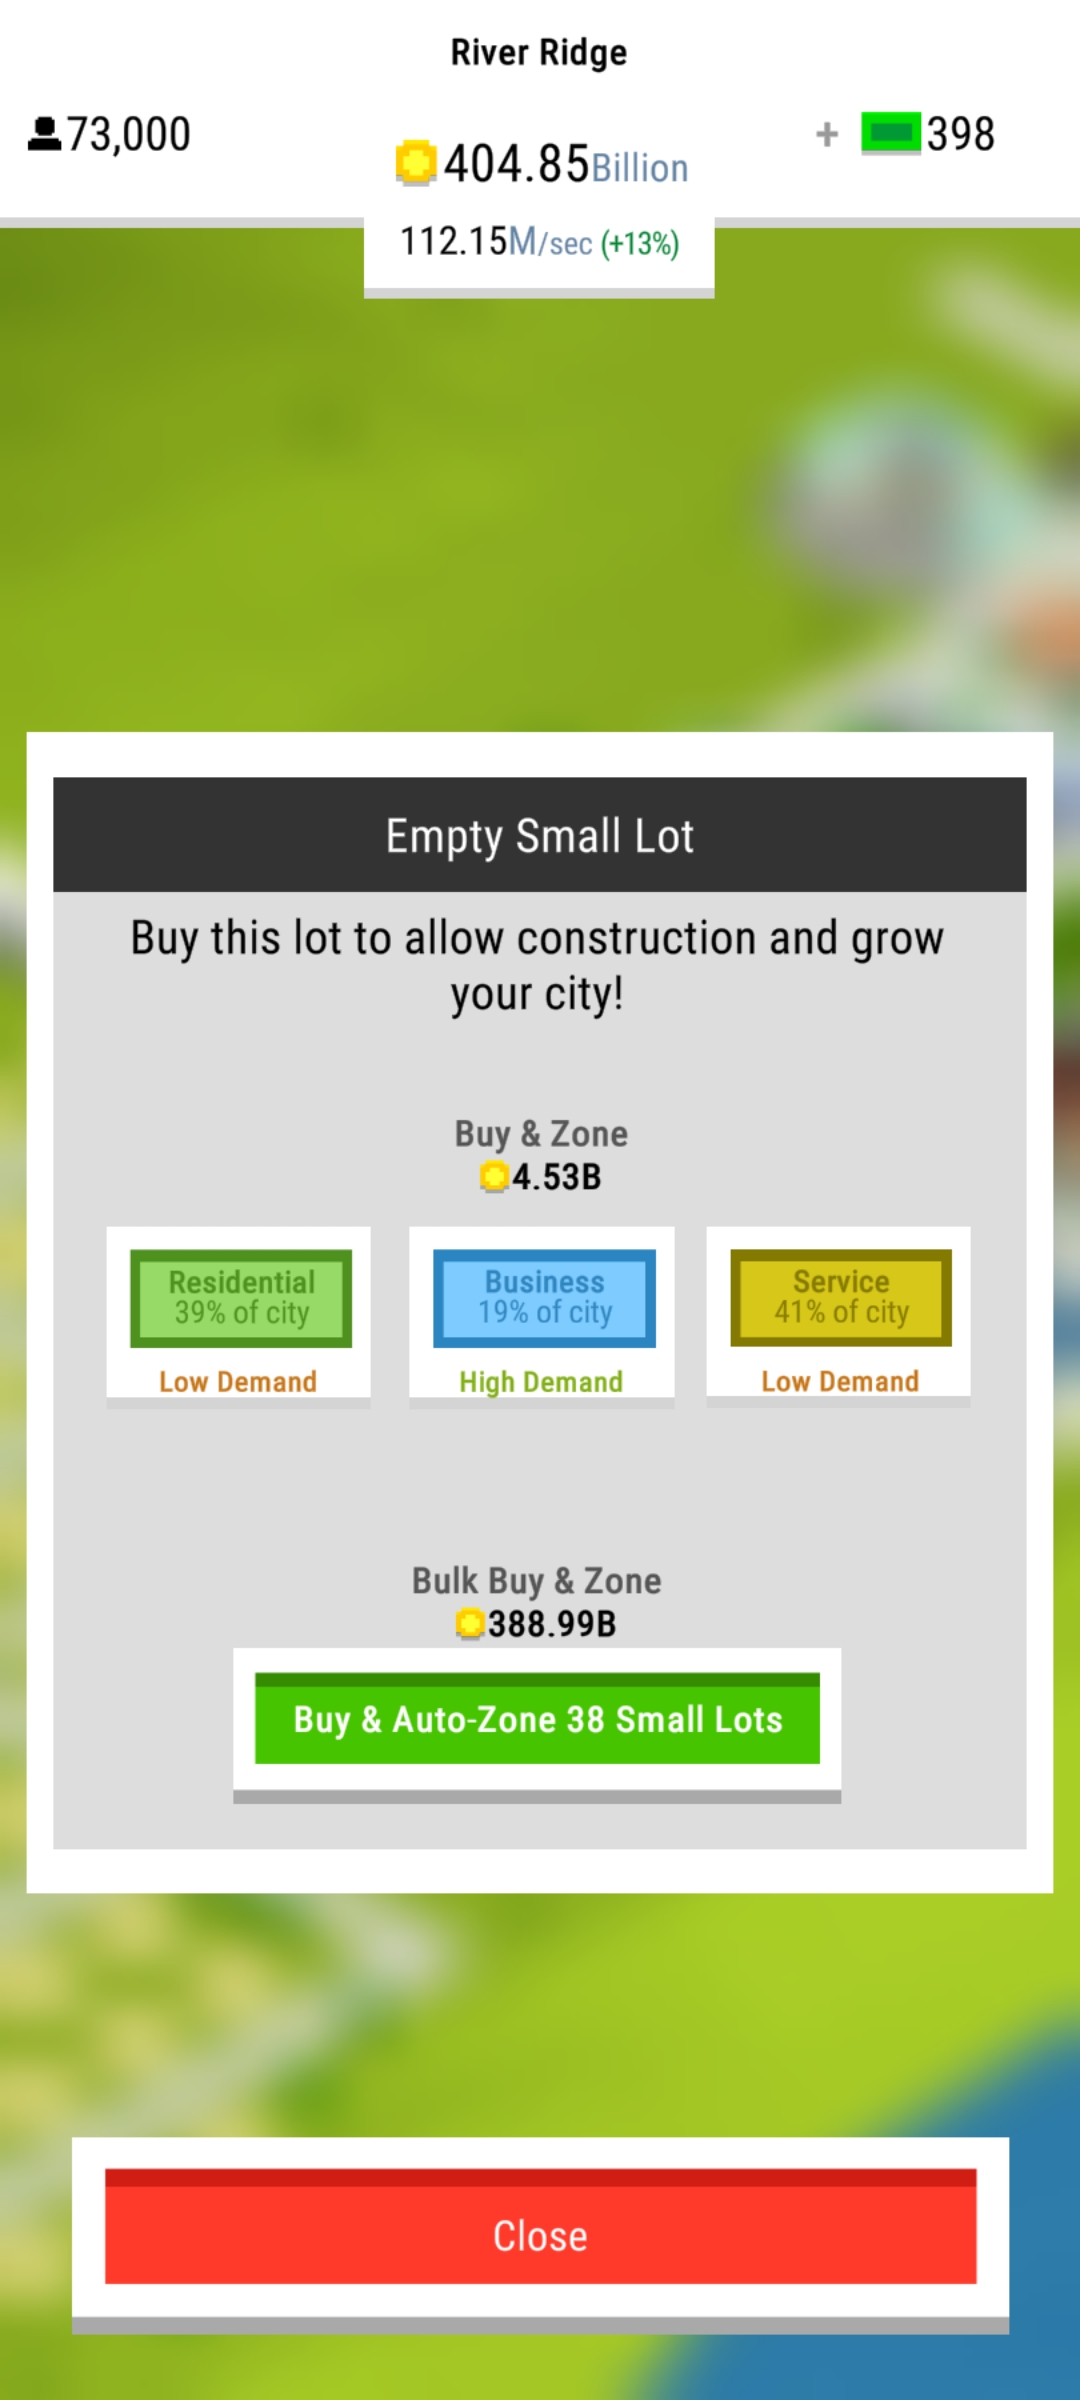 River Ridge
73,000
+ 398
404.85Billion
112.15M/sec (+13%)
Empty Small Lot
Buy this lot to allow construction and grow
your city!
Buy & Zone
4.53B
Residential
39% of city
Low Demand
Business
19% of city
High Demand
Service
41% of city
Low Demand
Bulk Buy & Zone
388.99B
Buy & Auto-Zone 38 Small Lots
Close